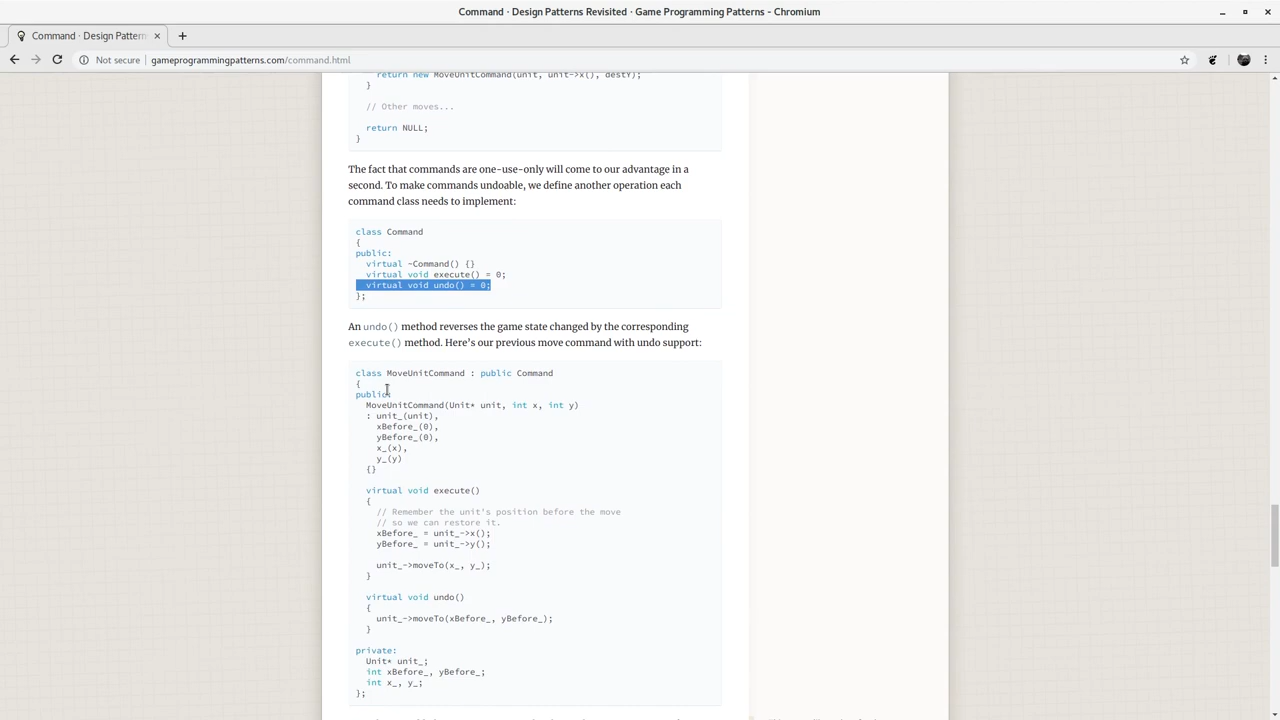 Command · Design Patterns Revisited · Game Programming Patterns - Chromium
Command · Design Pattern
Not secure
gameprogrammingpatterns.com/command.html
return new MoveUnitCommand(unit, unit->x(), destY);
}
// Other moves...
return NULL;
}
The fact that commands are one-use-only will come to our advantage in a
second. To make commands undoable, we define another operation each
command class needs to implement:
class Command
{
public:
virtual ~Command() {}
virtual void execute() = 0;
virtual void undo() = 0;
};
An undo() method reverses the game state changed by the corresponding
execute() method. Here's our previous move command with undo support:
class MoveUnitCommand : public Command
{
public:
MoveUnitCommand(Unit* unit, int x, int y)
: unit_(unit),
xBefore_(0),
yBefore_(0),
x_(x),
y_(y)
{}
virtual void execute()
{
// Remember the unit's position before the move
// so we can restore it.
xBefore_ = unit_->x();
yBefore_ = unit_->y();
unit_->moveTo(x_, y_);
}
virtual void undo()
{
unit_->moveTo(xBefore_, yBefore_);
}
private:
Unit* unit_;
int xBefore_, yBefore_;
int x_, y_;
};